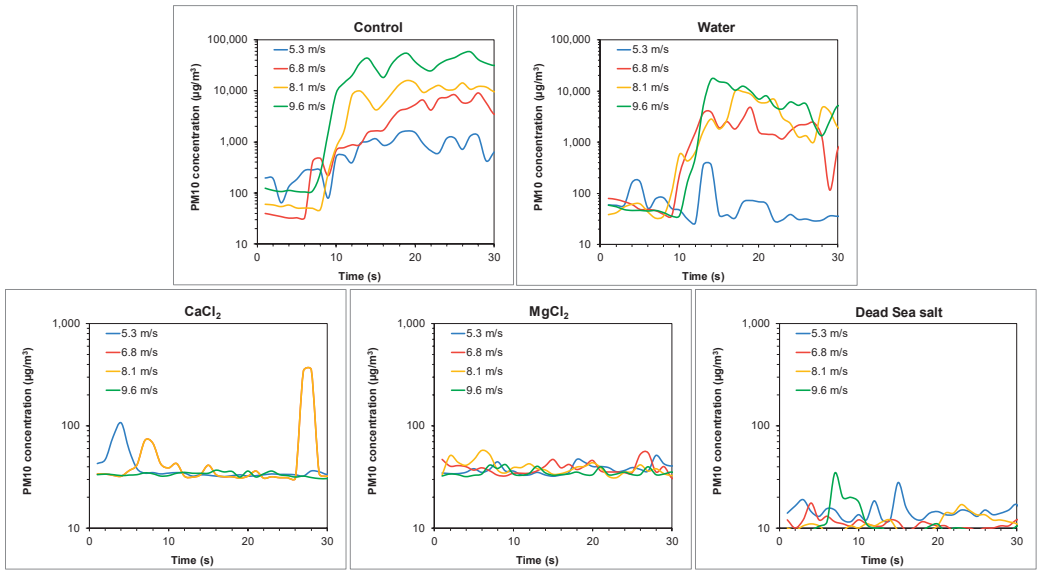 Control
PM10 concentration (µg/m³)
100,000
10,000
1,000
100
10
5.3 m/s
6.8 m/s
8.1 m/s
9.6 m/s
0 10 20 30
Time (s)
Water
PM10 concentration (µg/m³)
100,000
10,000
1,000
100
10
5.3 m/s
6.8 m/s
8.1 m/s
9.6 m/s
0 10 20 30
Time (s)
CaCl₂
PM10 concentration (µg/m³)
1,000
100
10
5.3 m/s
6.8 m/s
8.1 m/s
9.6 m/s
0 10 20 30
Time (s)
MgCl₂
PM10 concentration (µg/m³)
1,000
100
10
5.3 m/s
6.8 m/s
8.1 m/s
9.6 m/s
0 10 20 30
Time (s)
Dead Sea salt
PM10 concentration (µg/m³)
1,000
100
10
5.3 m/s
6.8 m/s
8.1 m/s
9.6 m/s
0 10 20 30
Time (s)